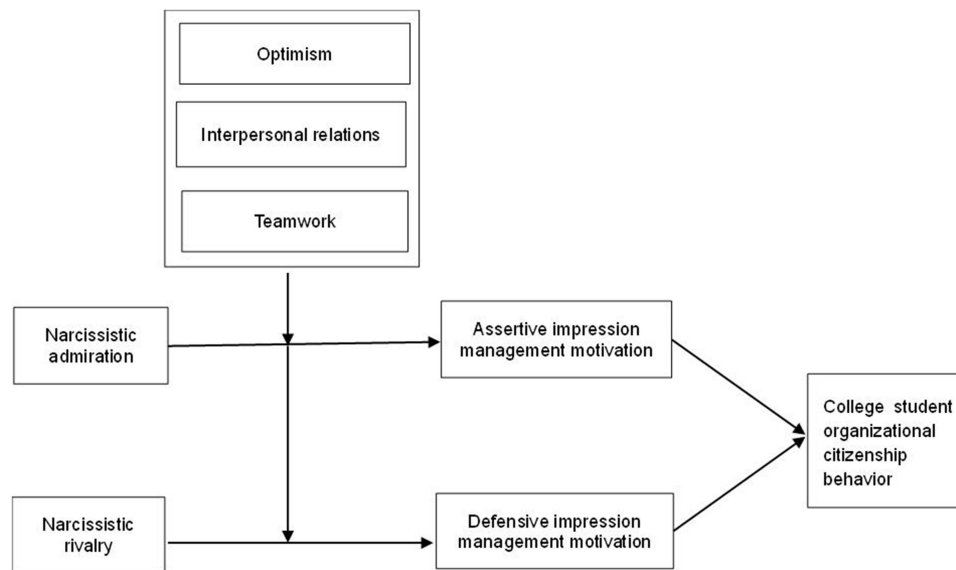 Optimism
Interpersonal relations
Teamwork
Narcissistic
admiration
Assertive impression
management motivation
College student
organizational
citizenship
behavior
Narcissistic
rivalry
Defensive impression
management motivation